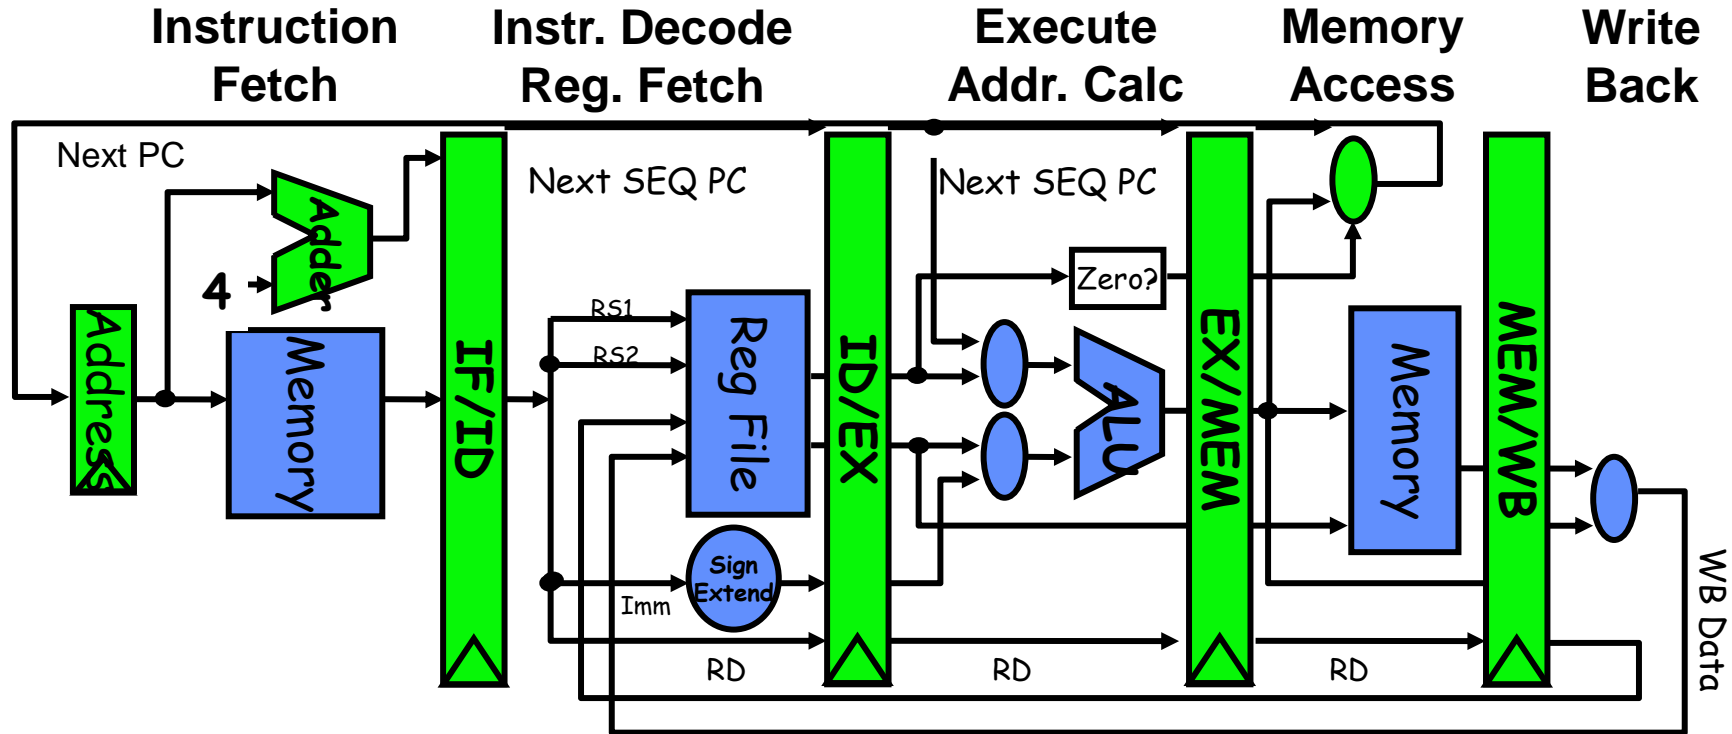 Instruction
Fetch
Instr. Decode
Reg. Fetch
Execute
Addr. Calc
Memory
Access
Write
Back
Next PC
Next SEQ PC
Next SEQ PC
Adder
4
Zero?
RS1
RS2
Address
Memory
IF/ID
Reg File
ID/EX
ALU
EX/MEM
Memory
MEM/WB
Sign
Extend
Imm
WB Data
RD
RD
RD